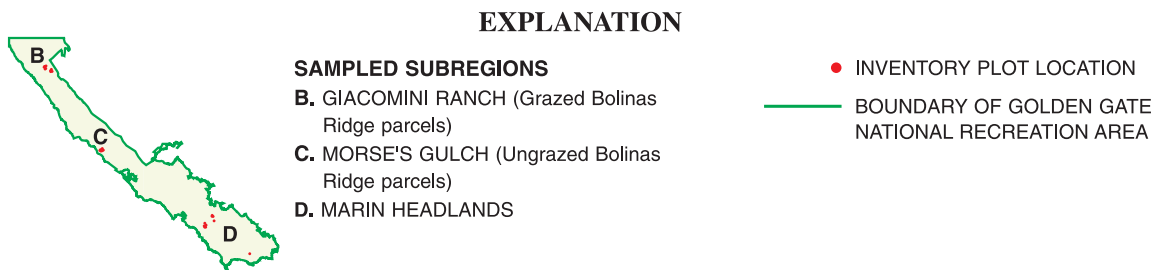 EXPLANATION
B
C
D
SAMPLED SUBREGIONS
B. GIACOMINI RANCH (Grazed Bolinas
Ridge parcels)
C. MORSE'S GULCH (Ungrazed Bolinas
Ridge parcels)
D. MARIN HEADLANDS
INVENTORY PLOT LOCATION
BOUNDARY OF GOLDEN GATE
NATIONAL RECREATION AREA